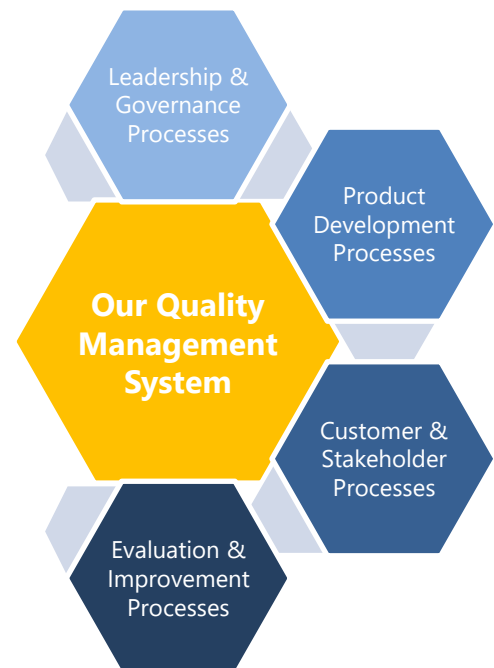 Leadership &
Governance
Processes
Product
Development
Processes
Our Quality
Management
System
Customer &
Stakeholder
Processes
Evaluation &
Improvement
Processes